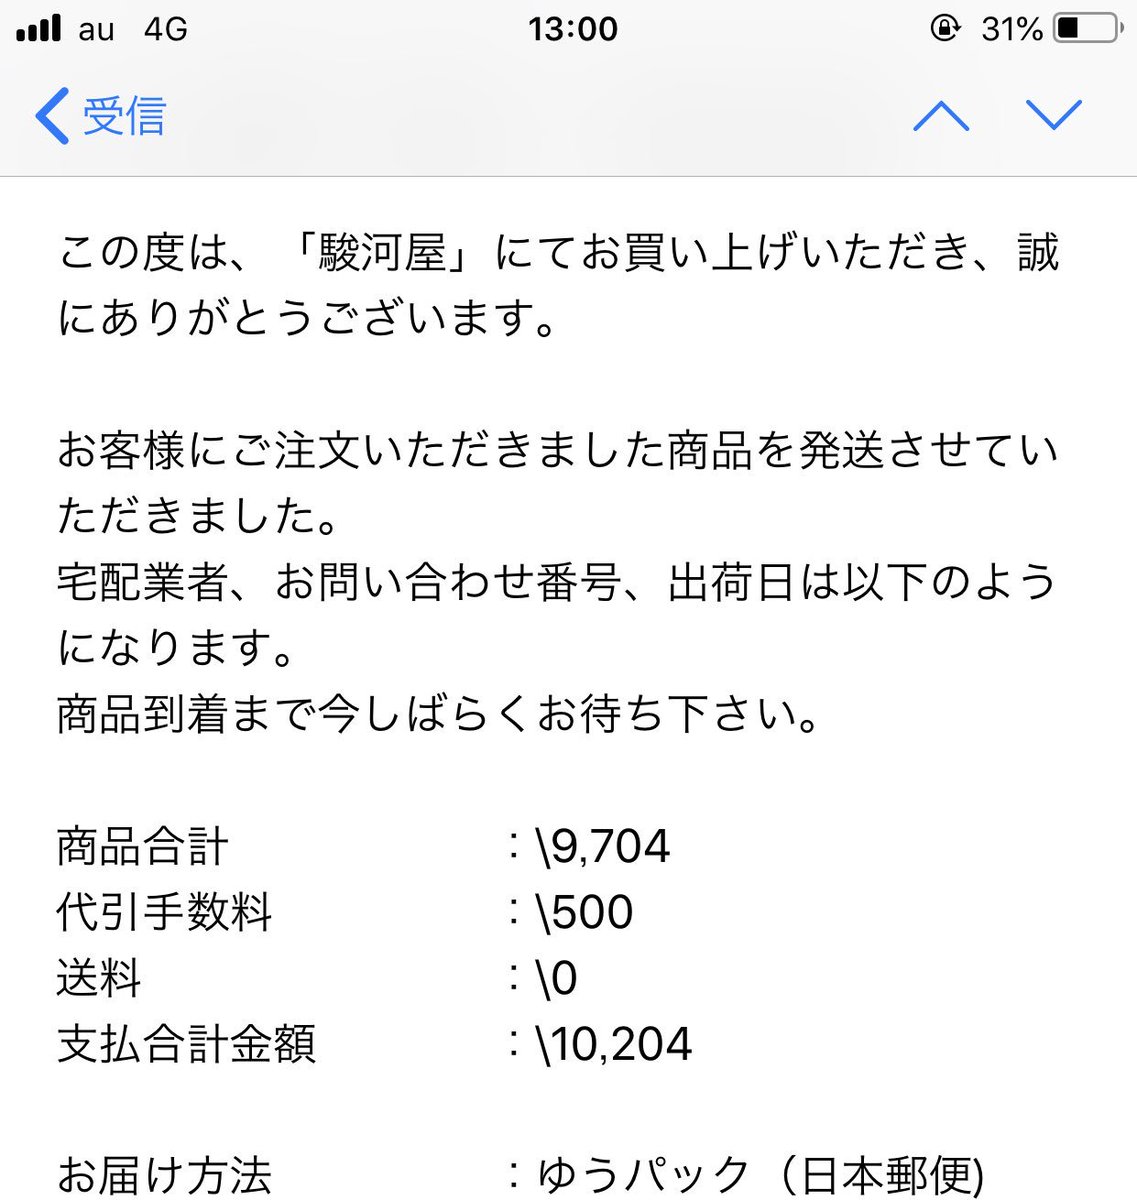 au 4G 13:00 31%
受信
この度は、「駿河屋」にてお買い上げいただき、誠
にありがとうございます。
お客様にご注文いただきました商品を発送させてい
ただきました。
宅配業者、お問い合わせ番号、出荷日は以下のよう
になります。
商品到着まで今しばらくお待ち下さい。
商品合計 : \9,704
代引手数料 : \500
送料 : \0
支払合計金額 : \10,204
お届け方法 : ゆうパック（日本郵便)